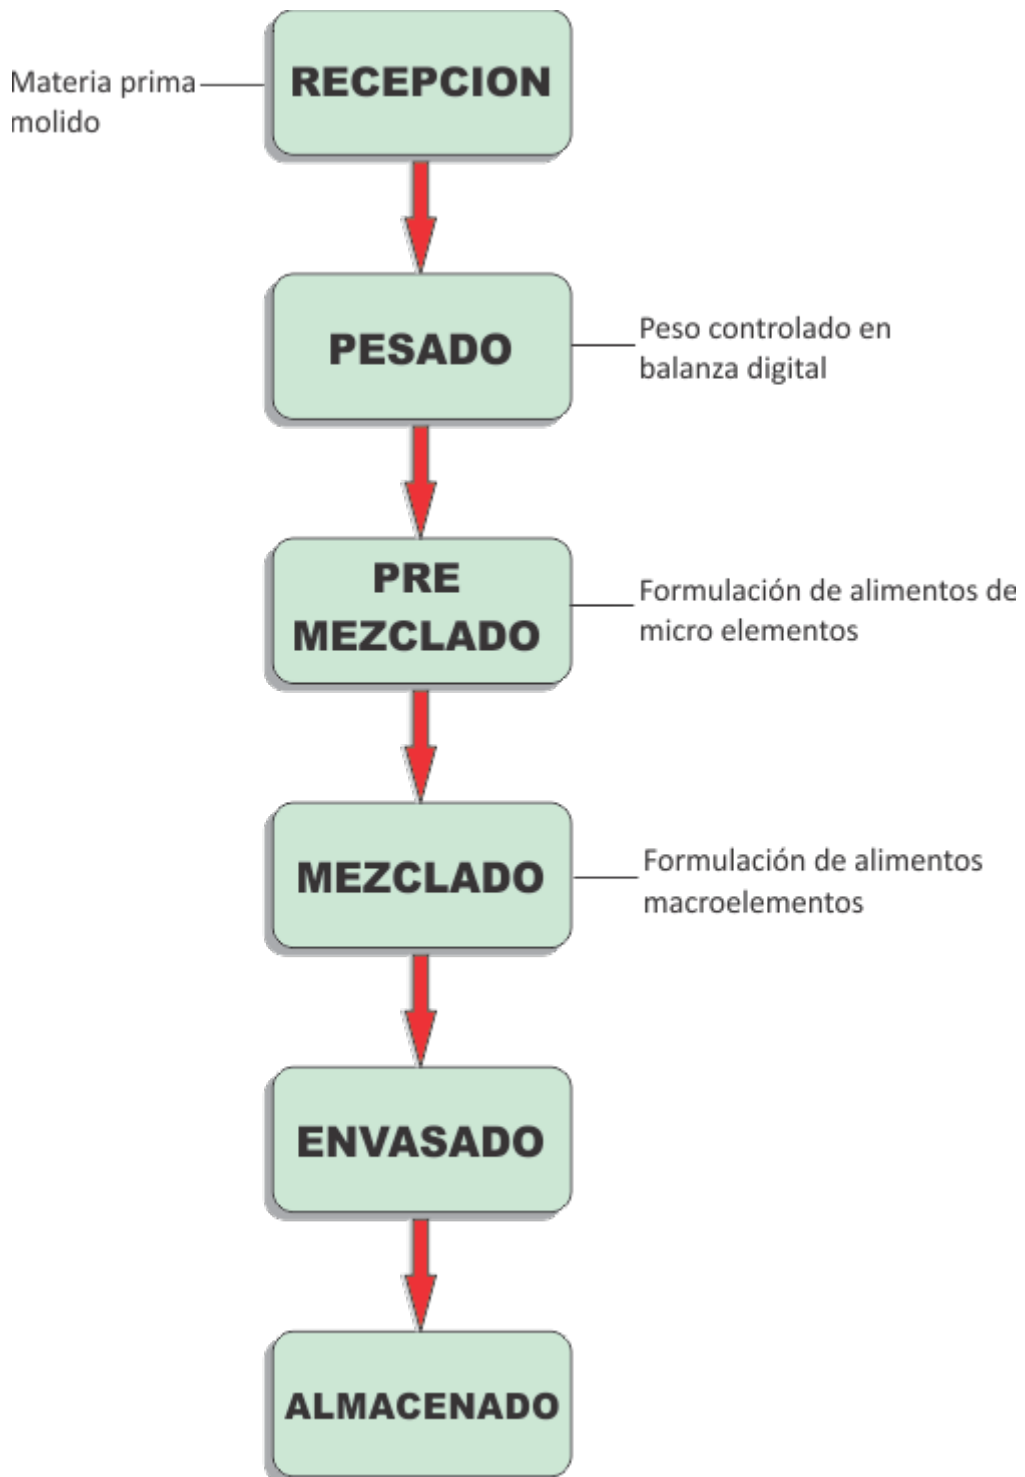 RECEPCION
Materia prima
molido
PESADO
Peso controlado en
balanza digital
PRE
MEZCLADO
Formulación de alimentos de
micro elementos
MEZCLADO
Formulación de alimentos
macroelementos
ENVASADO
ALMACENADO